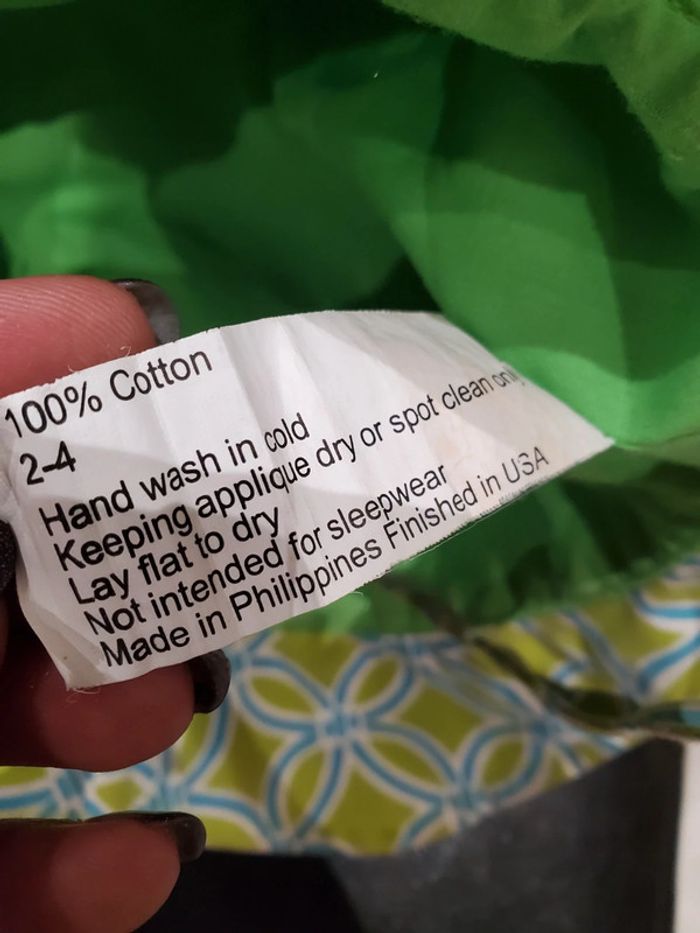 100% Cotton
2-4
Hand wash in cold
Keeping applique dry or spot clean only
Lay flat to dry
Not intended for sleepwear
Made in Philippines Finished in USA